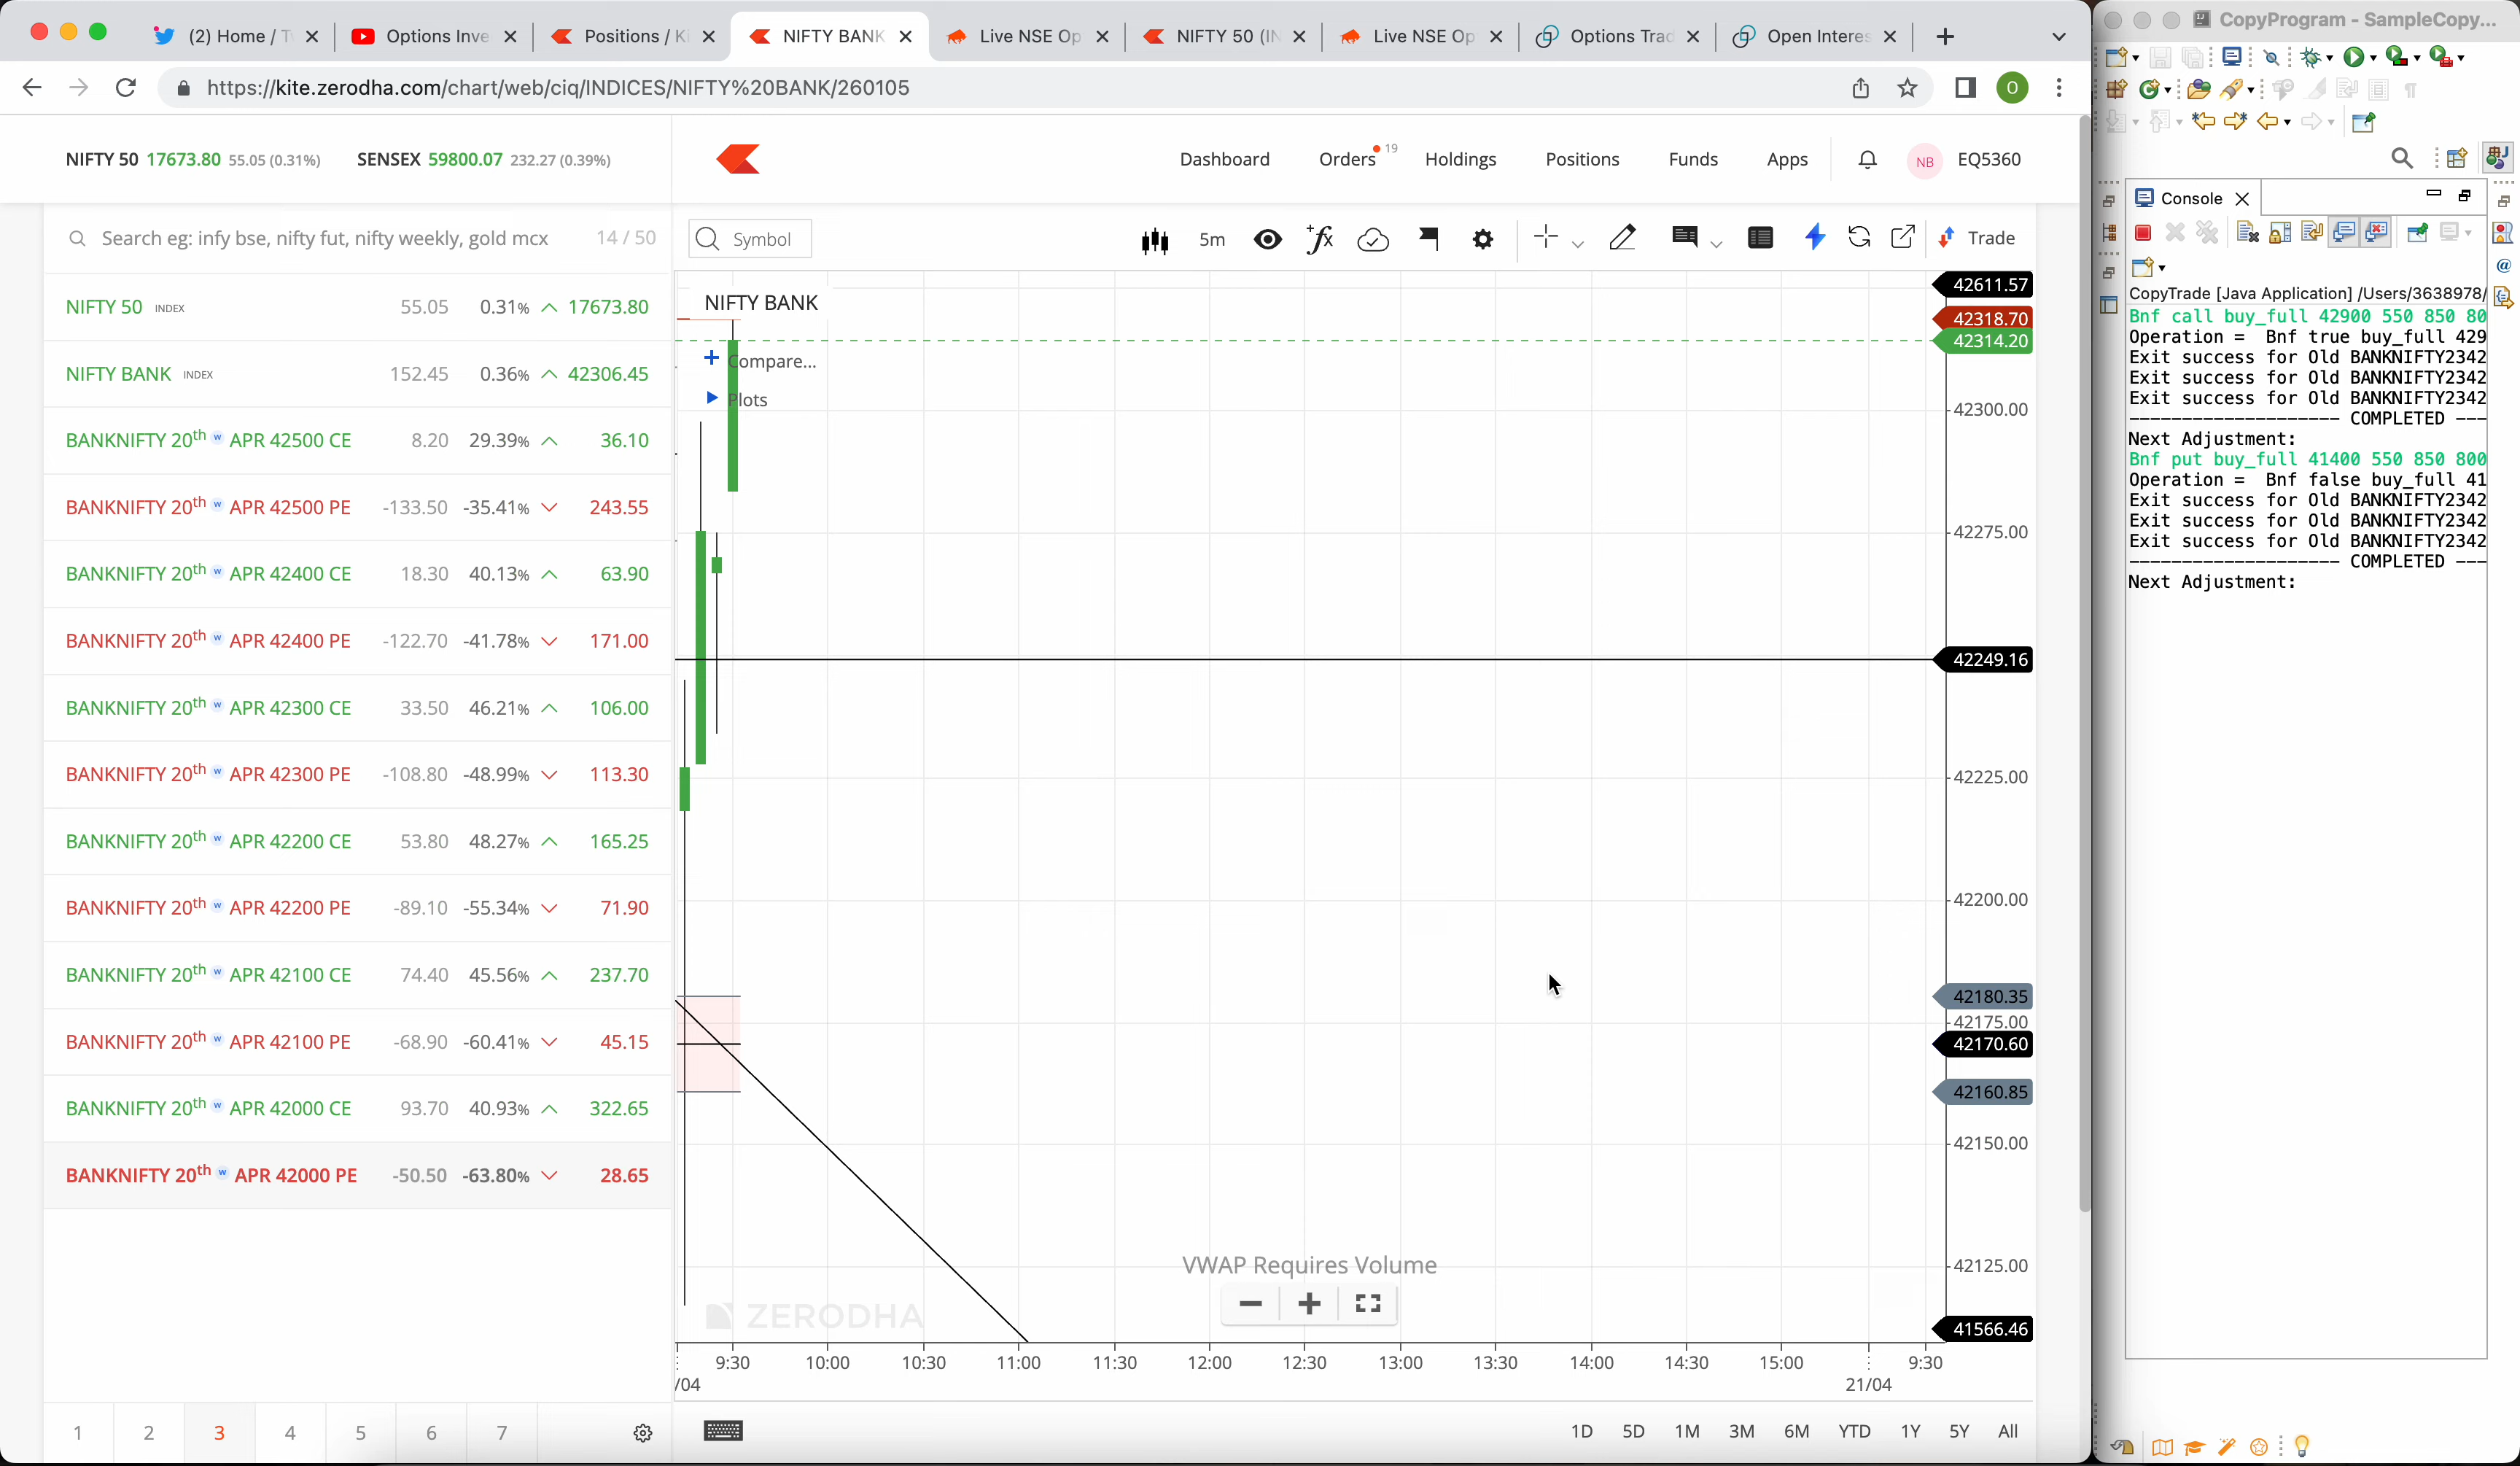 (2) Home / T
Options Inve
Positions / K
NIFTY BANK
Live NSE Op
NIFTY 50 (IN
Live NSE Op
Options Trad
Open Interes
CopyProgram - SampleCopy...
https://kite.zerodha.com/chart/web/ciq/INDICES/NIFTY%20BANK/260105
O
NIFTY 50 17673.80 55.05 (0.31%) SENSEX 59800.07 232.27 (0.39%)
Dashboard Orders 19 Holdings Positions Funds Apps NB EQ5360
Search eg: infy bse, nifty fut, nifty weekly, gold mcx 14 / 50
NIFTY 50 INDEX 55.05 0.31% 17673.80
NIFTY BANK INDEX 152.45 0.36% 42306.45
BANKNIFTY 20th w APR 42500 CE 8.20 29.39% 36.10
BANKNIFTY 20th w APR 42500 PE -133.50 -35.41% 243.55
BANKNIFTY 20th w APR 42400 CE 18.30 40.13% 63.90
BANKNIFTY 20th w APR 42400 PE -122.70 -41.78% 171.00
BANKNIFTY 20th w APR 42300 CE 33.50 46.21% 106.00
BANKNIFTY 20th w APR 42300 PE -108.80 -48.99% 113.30
BANKNIFTY 20th w APR 42200 CE 53.80 48.27% 165.25
BANKNIFTY 20th w APR 42200 PE -89.10 -55.34% 71.90
BANKNIFTY 20th w APR 42100 CE 74.40 45.56% 237.70
BANKNIFTY 20th w APR 42100 PE -68.90 -60.41% 45.15
BANKNIFTY 20th w APR 42000 CE 93.70 40.93% 322.65
BANKNIFTY 20th w APR 42000 PE -50.50 -63.80% 28.65
1 2 3 4 5 6 7
Symbol 5m fx Trade
NIFTY BANK
Compare...
Plots
42611.57
42318.70
42314.20
42300.00
42275.00
42249.16
42225.00
42200.00
42180.35
42175.00
42170.60
42160.85
42150.00
42125.00
41566.46
VWAP Requires Volume
ZERODHA
9:30 10:00 10:30 11:00 11:30 12:00 12:30 13:00 13:30 14:00 14:30 15:00 9:30
/04 21/04
1D 5D 1M 3M 6M YTD 1Y 5Y All
Console
CopyTrade [Java Application] /Users/3638978/
Bnf call buy_full 42900 550 850 80
Operation = Bnf true buy_full 429
Exit success for Old BANKNIFTY2342
Exit success for Old BANKNIFTY2342
Exit success for Old BANKNIFTY2342
-------------------- COMPLETED ---
Next Adjustment:
Bnf put buy_full 41400 550 850 800
Operation = Bnf false buy_full 41
Exit success for Old BANKNIFTY2342
Exit success for Old BANKNIFTY2342
Exit success for Old BANKNIFTY2342
-------------------- COMPLETED ---
Next Adjustment: